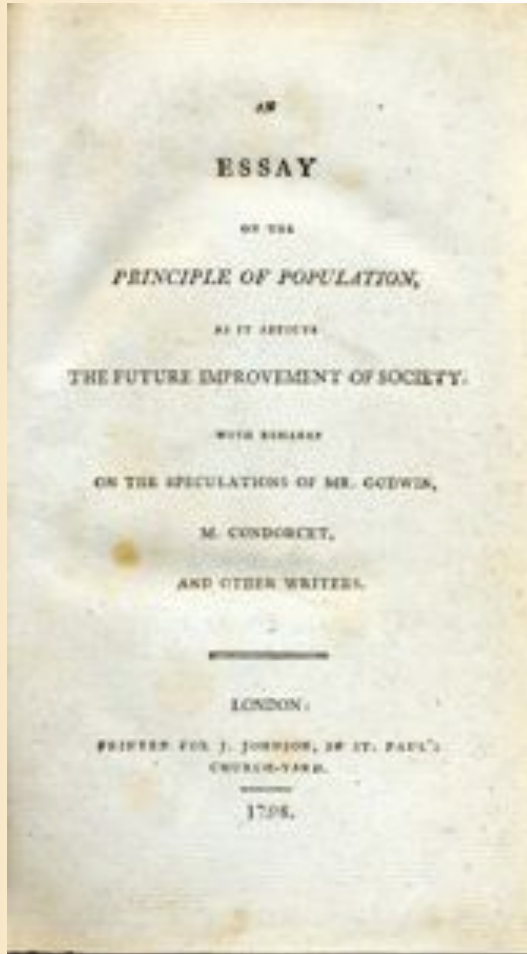 AN
ESSAY
ON THE
PRINCIPLE OF POPULATION,
AS IT AFFECTS
THE FUTURE IMPROVEMENT OF SOCIETY.
WITH REMARKS
ON THE SPECULATIONS OF MR. GODWIN,
M. CONDORCET,
AND OTHER WRITERS.
LONDON:
PRINTED FOR J. JOHNSON, IN ST. PAUL'S
CHURCH-YARD.
1798.